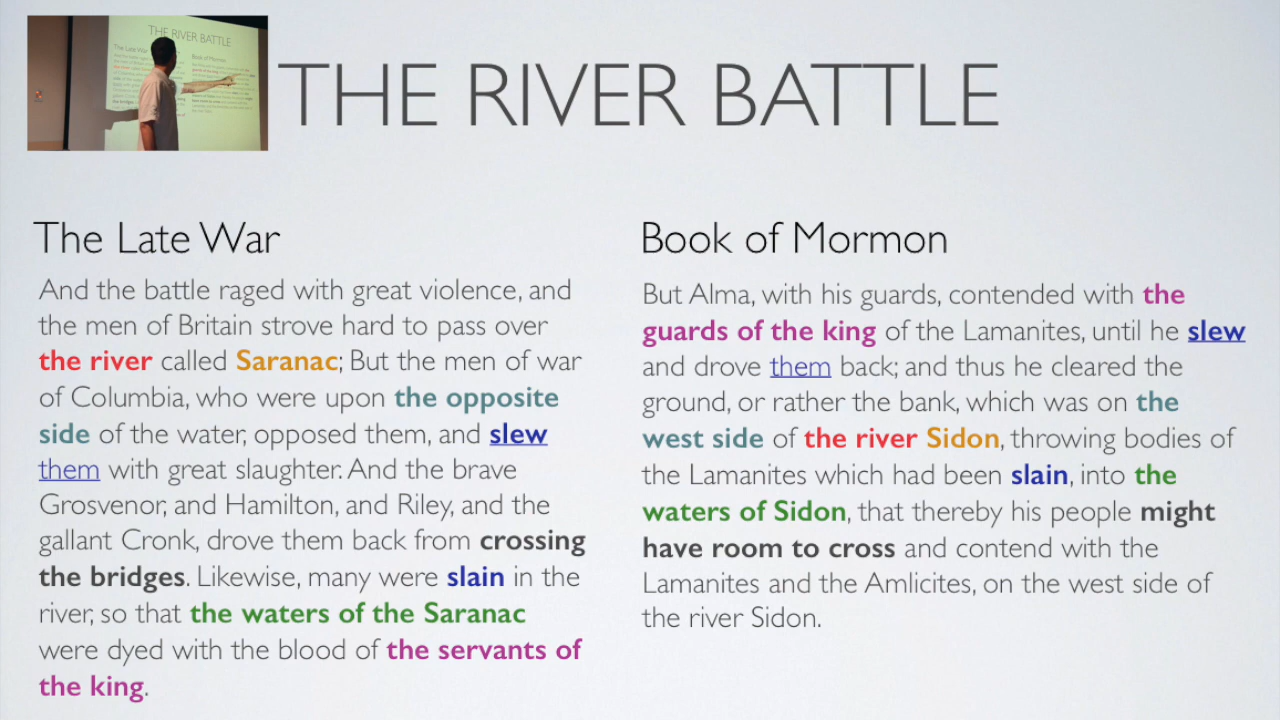 THE RIVER BATTLE
THE RIVER BATTLE
The Late War
Book of Mormon
The Late War
And the battle raged with great violence, and
the men of Britain strove hard to pass over
the river called Saranac; But the men of war
of Columbia, who were upon the opposite
side of the water, opposed them, and slew
them with great slaughter. And the brave
Grosvenor, and Hamilton, and Riley, and the
gallant Cronk, drove them back from crossing
the bridges. Likewise, many were slain in the
river, so that the waters of the Saranac
were dyed with the blood of the servants of
the king.
Book of Mormon
But Alma, with his guards, contended with the
guards of the king of the Lamanites, until he slew
and drove them back; and thus he cleared the
ground, or rather the bank, which was on the
west side of the river Sidon, throwing bodies of
the Lamanites which had been slain, into the
waters of Sidon, that thereby his people might
have room to cross and contend with the
Lamanites and the Amlicites, on the west side of
the river Sidon.